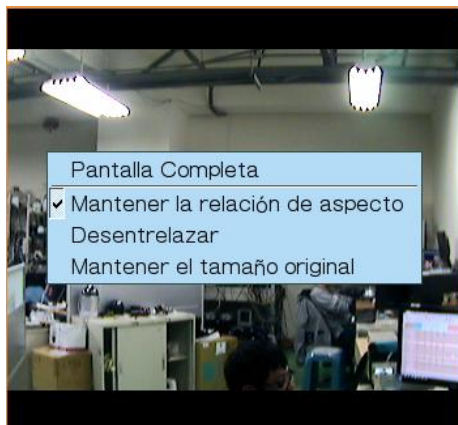 Pantalla Completa
Mantener la relación de aspecto
Desentrelazar
Mantener el tamaño original